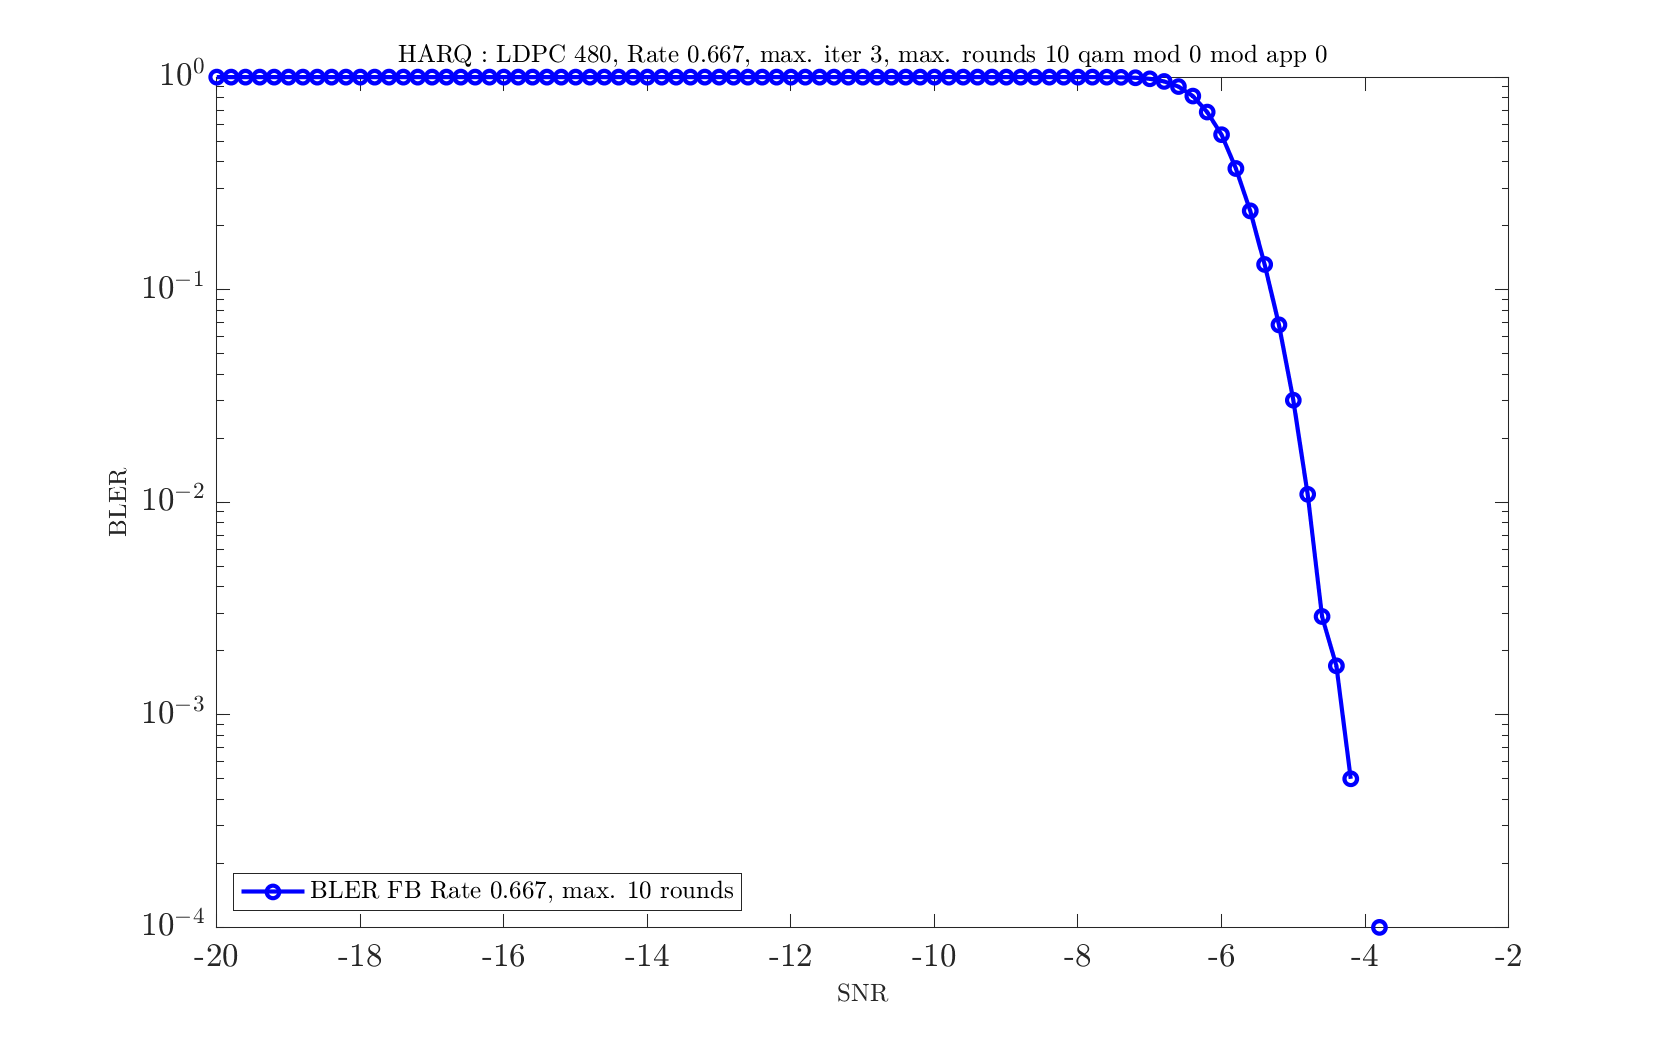 HARQ : LDPC 480, Rate 0.667, max. iter 3, max. rounds 10 qam mod 0 mod app 0
10^0
10^{-1}
10^{-2}
10^{-3}
10^{-4}
BLER
BLER FB Rate 0.667, max. 10 rounds
-20 -18 -16 -14 -12 -10 -8 -6 -4 -2
SNR